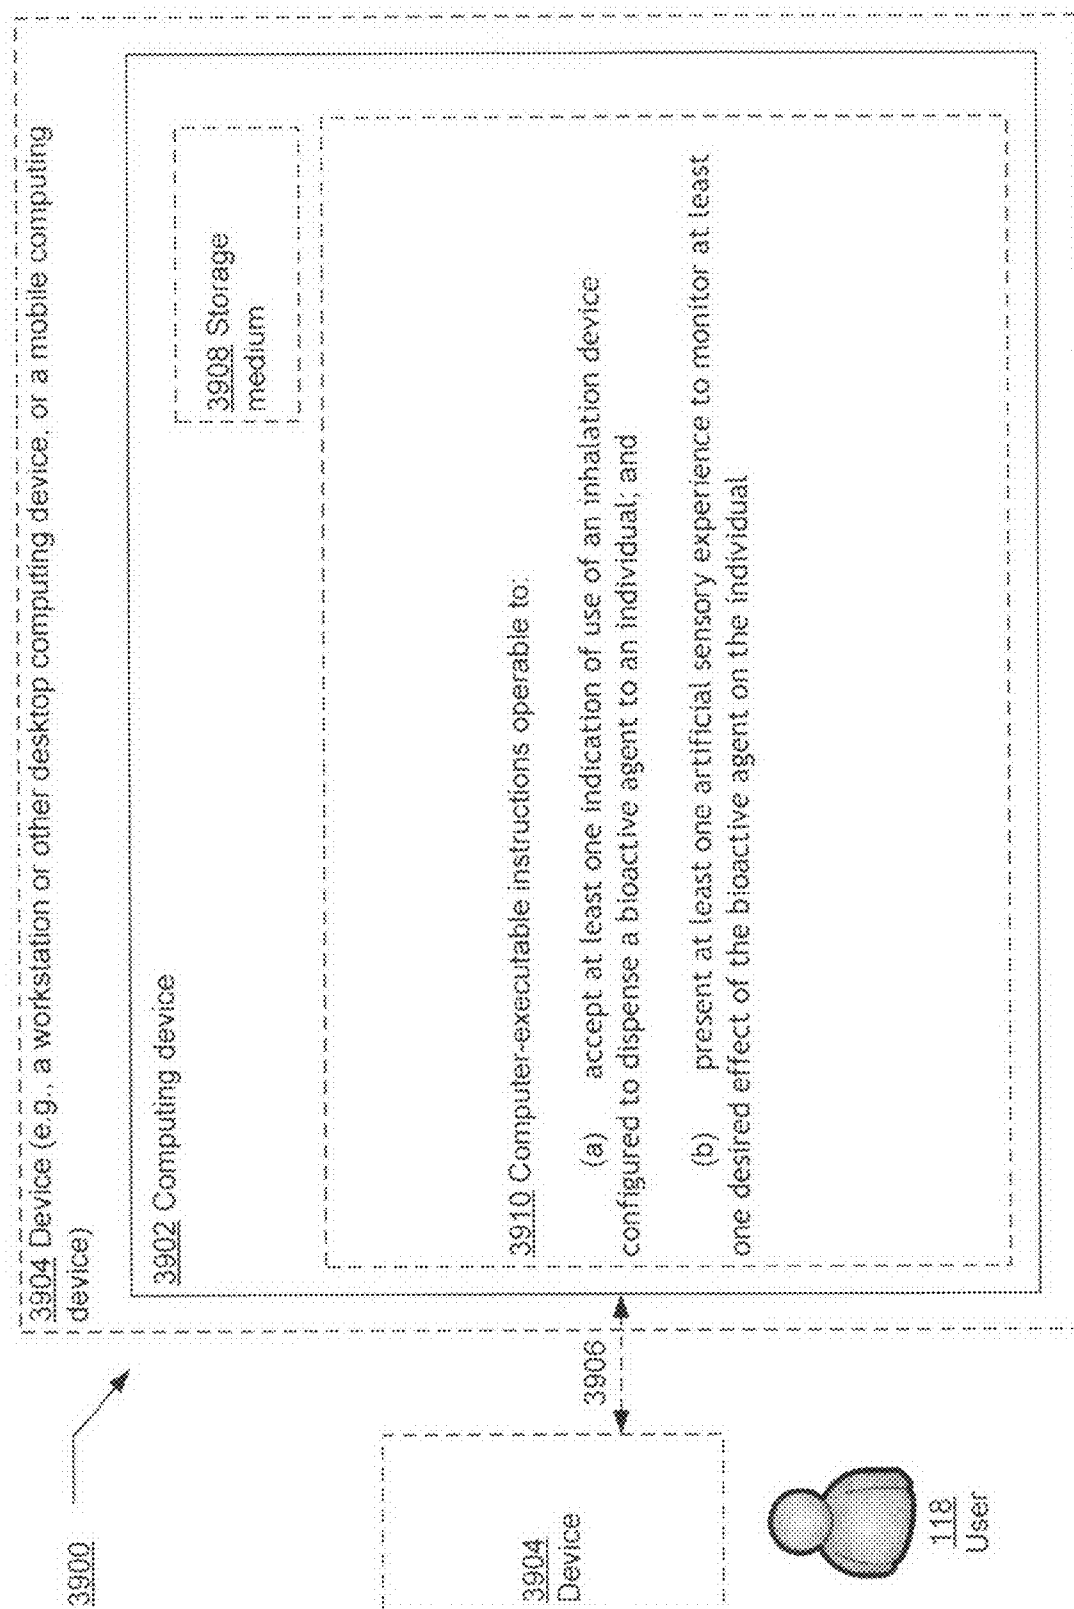 3900
3904 Device (e.g., a workstation or other desktop computing device, or a mobile computing
device)
3902 Computing device
3908 Storage
medium
3910 Computer-executable instructions operable to:
(a) accept at least one indication of use of an inhalation device
configured to dispense a bioactive agent to an individual; and
(b) present at least one artificial sensory experience to monitor at least
one desired effect of the bioactive agent on the individual
3906
3904
Device
118
User